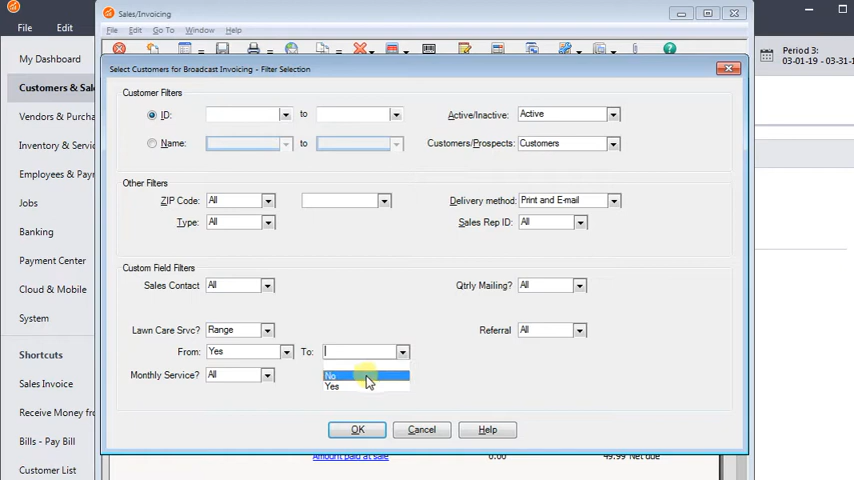 Sales/Invoicing
File Edit
File Edit Go To Window Help
Period 3:
03-01-19 - 03-31-1
My Dashboard
Customers & Sal
Vendors & Purcha
Inventory & Service
Employees & Paym
Jobs
Banking
Payment Center
Cloud & Mobile
System
Shortcuts
Sales Invoice
Receive Money fro
Bills - Pay Bill
Customer List
Select Customers for Broadcast Invoicing - Filter Selection
Customer Filters
ID: to Active/Inactive: Active
Name: to Customers/Prospects: Customers
Other Filters
ZIP Code: All Delivery method: Print and E-mail
Type: All Sales Rep ID: All
Custom Field Filters
Sales Contact All Qtrly Mailing? All
Lawn Care Srvc? Range Referral All
From: Yes To:
Monthly Service? All No
Yes
OK Cancel Help
Amount paid at sale 0.00 49.99 Net due